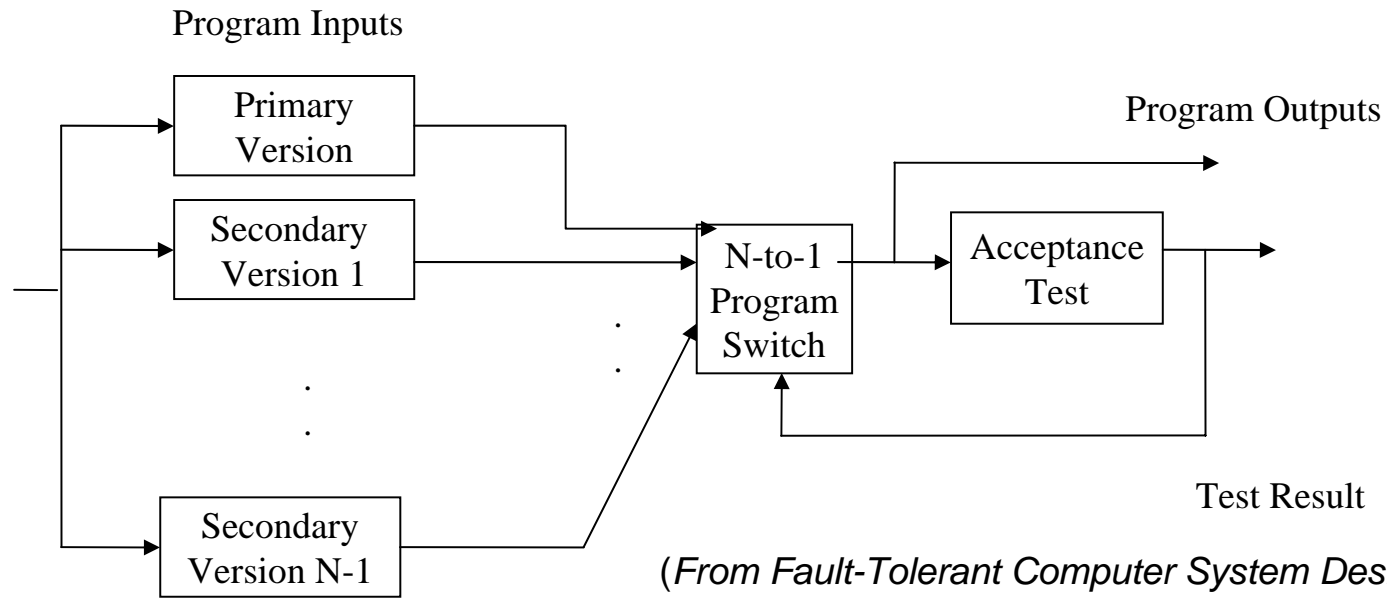 Program Inputs
Primary
Version
Program Outputs
Secondary
Version 1
N-to-1
Program
Switch
Acceptance
Test
.
.
.
.
Test Result
Secondary
Version N-1
(From Fault-Tolerant Computer System Des